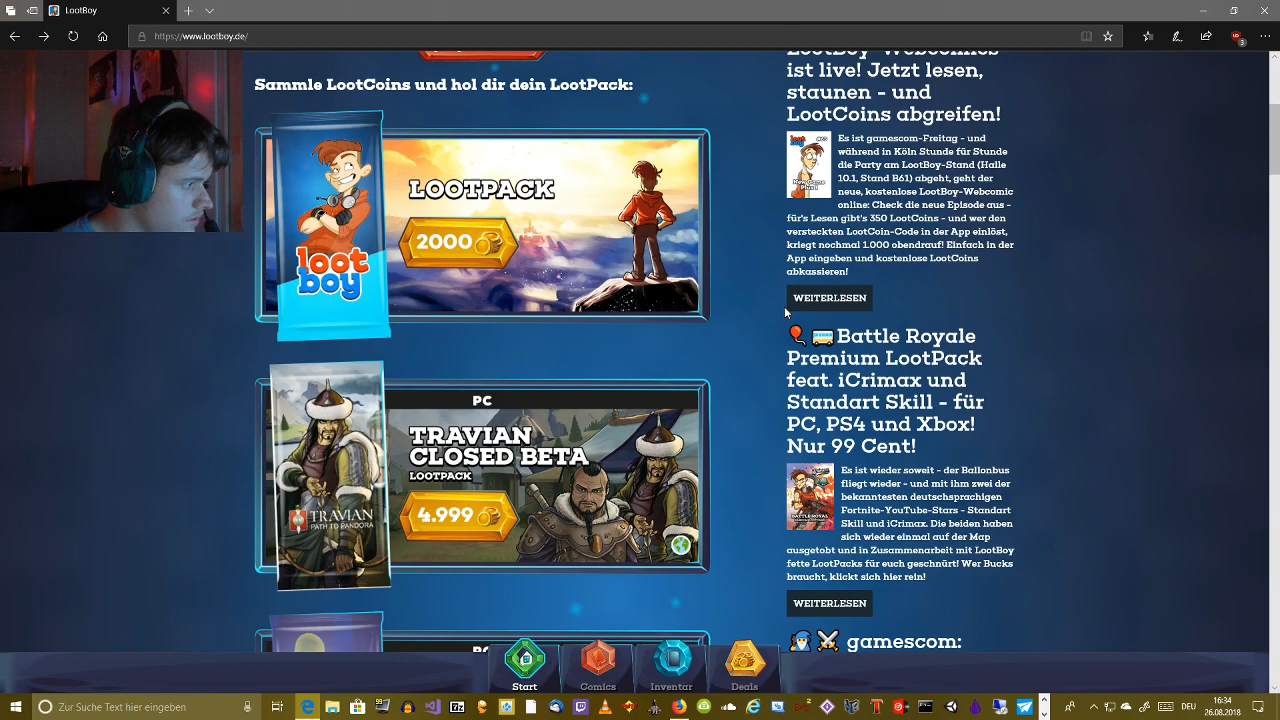 LootBoy
https://www.lootboy.de/
3
Sammle LootCoins und hol dir dein LootPack:
LOOTPACK
2000
loot
boy
PC
TRAVIAN
CLOSED BETA
LOOTPACK
4.999
TRAVIAN
PATH TO PANDORA
LootBoy-Webcomics
ist live! Jetzt lesen,
staunen - und
LootCoins abgreifen!
loot
boy
Es ist gamescom-Freitag - und
während in Köln Stunde für Stunde
die Party am LootBoy-Stand (Halle
10.1, Stand B61) abgeht, geht der
neue, kostenlose LootBoy-Webcomic
online: Check die neue Episode aus -
für's Lesen gibt's 350 LootCoins - und wer den
versteckten LootCoin-Code in der App einlöst,
kriegt nochmal 1.000 obendrauf! Einfach in der
App eingeben und kostenlose LootCoins
abkassieren!
WEITERLESEN
Battle Royale
Premium LootPack
feat. iCrimax und
Standart Skill - für
PC, PS4 und Xbox!
Nur 99 Cent!
Es ist wieder soweit - der Ballonbus
fliegt wieder - und mit ihm zwei der
bekanntesten deutschsprachigen
Fortnite-YouTube-Stars - Standart
Skill und iCrimax. Die beiden haben
sich wieder einmal auf der Map
ausgetobt und in Zusammenarbeit mit LootBoy
fette LootPacks für euch geschnürt! Wer Bucks
braucht, klickt sich hier rein!
WEITERLESEN
gamescom:
Start
Comics
Inventar
Deals
Zur Suche Text hier eingeben
DE
16:34
26.08.2018